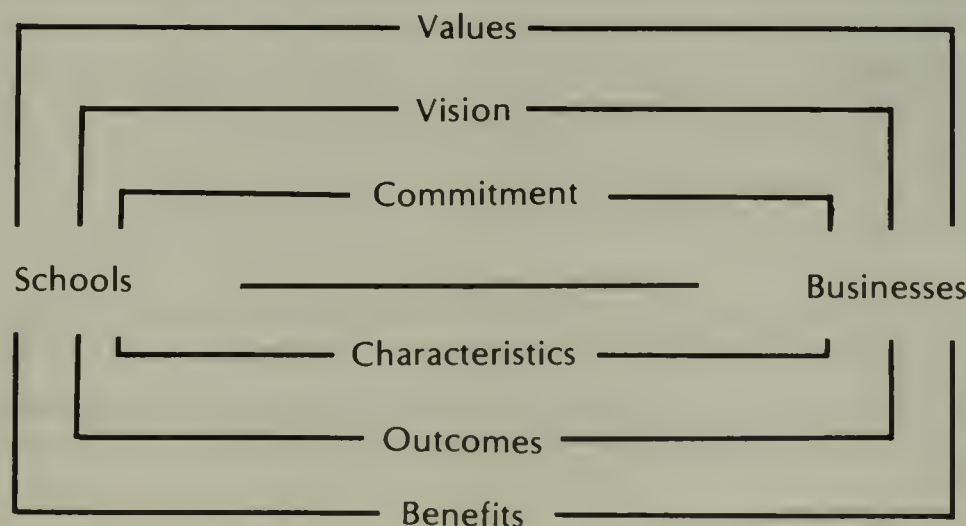 Values
Vision
Commitment
Schools Businesses
Characteristics
Outcomes
Benefits